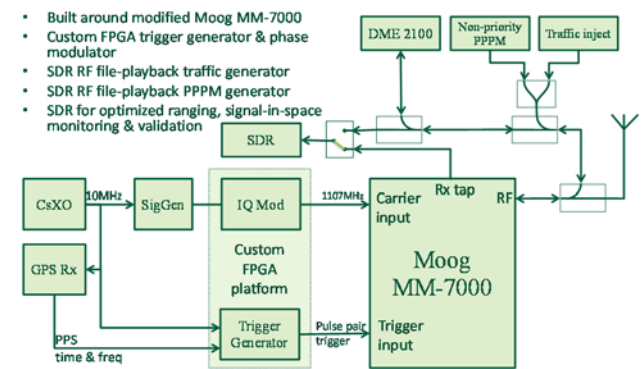 • Built around modified Moog MM-7000
• Custom FPGA trigger generator & phase
modulator
• SDR RF file-playback traffic generator
• SDR RF file-playback PPPM generator
• SDR for optimized ranging, signal-in-space
monitoring & validation
DME 2100
Non-priority
PPPM
Traffic inject
SDR
CsXO
10MHz
SigGen
IQ Mod
1107MHz
Carrier
input
Rx tap
RF
Moog
MM-7000
GPS Rx
Custom
FPGA
platform
PPS
time & freq
Trigger
Generator
Pulse pair
trigger
Trigger
input